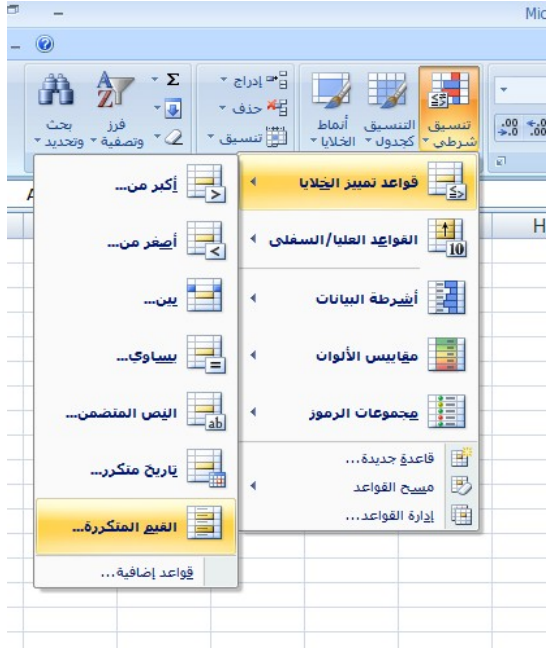 Mic
إدراج
حذف
تنسيق
تنسيق شرطي
التنسيق كجدول
أنماط الخلايا
فرز وتصفية
بحث وتحديد
H
قواعد تمييز الخلايا
القواعد العليا/السفلى
10
أشرطة البيانات
مقاييس الألوان
مجموعات الرموز
قاعدة جديدة...
مسح القواعد
إدارة القواعد...
أكبر من...
أصغر من...
بين...
يساوي...
النص المتضمن...
ab
تاريخ متكرر...
القيم المتكررة...
قواعد إضافية...